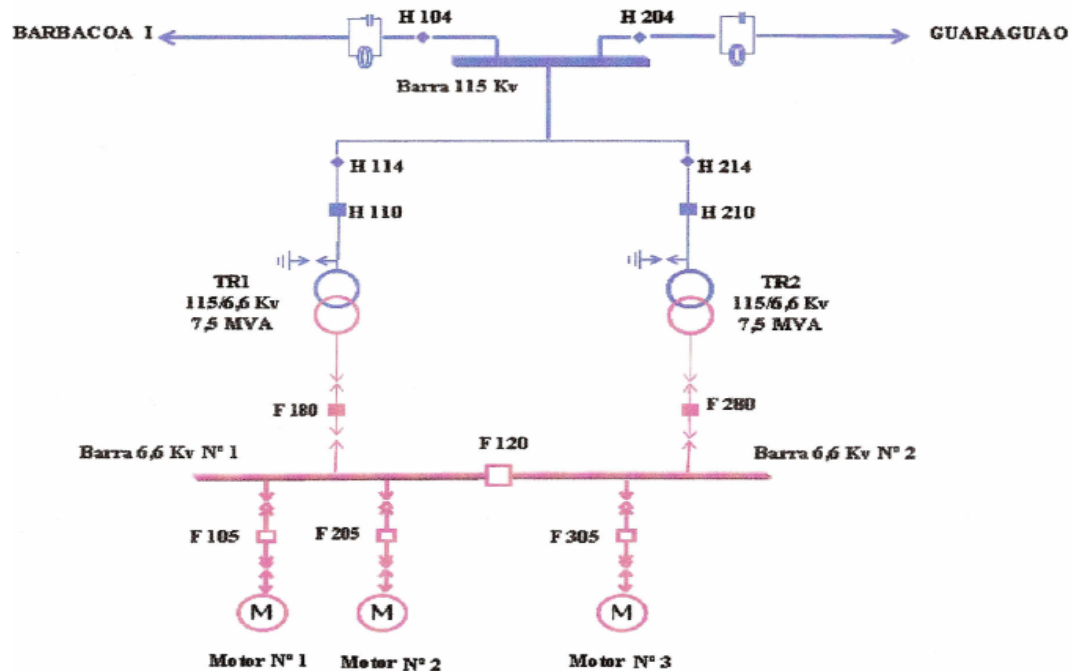 H 104
H 204
BARBACOA I
GUARAGUAO
Barra 115 Kv
H 114
H 214
H 110
H 210
TR1
115/6,6 Kv
7,5 MVA
TR2
115/6,6 Kv
7,5 MVA
F 180
F 280
Barra 6,6 Kv Nº 1
F 120
Barra 6,6 Kv Nº 2
F 105
F 205
F 305
M
M
M
Motor Nº 1
Motor Nº 2
Motor Nº 3